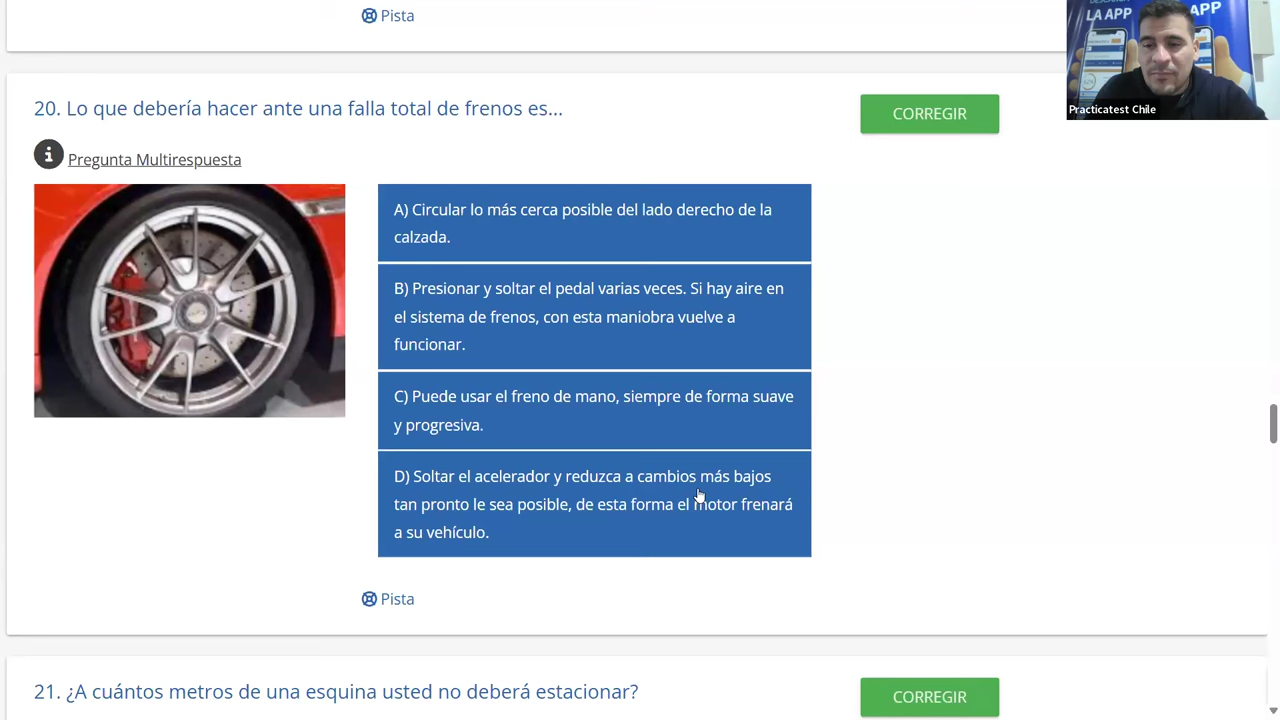 Pista
LA APP
APP
Practicatest Chile
20. Lo que debería hacer ante una falla total de frenos es...
CORREGIR
Pregunta Multirespuesta
A) Circular lo más cerca posible del lado derecho de la
calzada.
B) Presionar y soltar el pedal varias veces. Si hay aire en
el sistema de frenos, con esta maniobra vuelve a
funcionar.
C) Puede usar el freno de mano, siempre de forma suave
y progresiva.
D) Soltar el acelerador y reduzca a cambios más bajos
tan pronto le sea posible, de esta forma el motor frenará
a su vehículo.
Pista
21. ¿A cuántos metros de una esquina usted no deberá estacionar?
CORREGIR